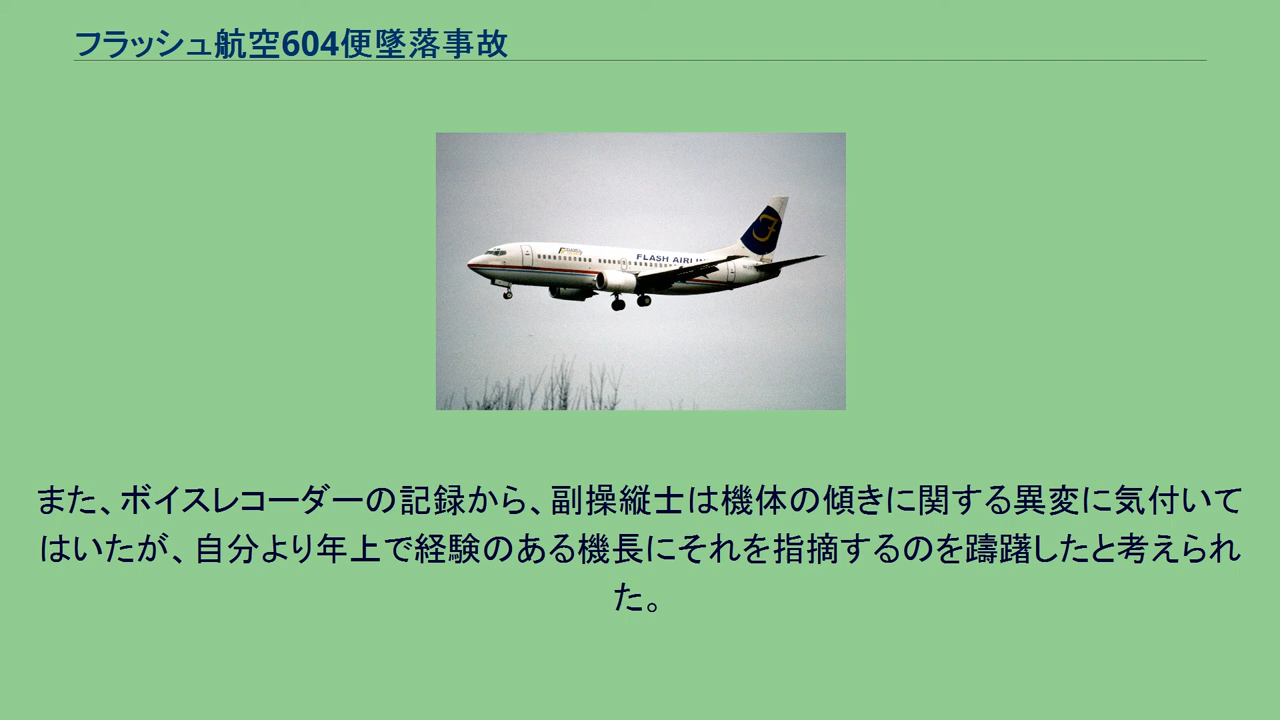 フラッシュ航空604便墜落事故
FLASH AIRLIN
また、ボイスレコーダーの記録から、副操縦士は機体の傾きに関する異変に気付いて
はいたが、自分より年上で経験のある機長にそれを指摘するのを躊躇したと考えられ
た。